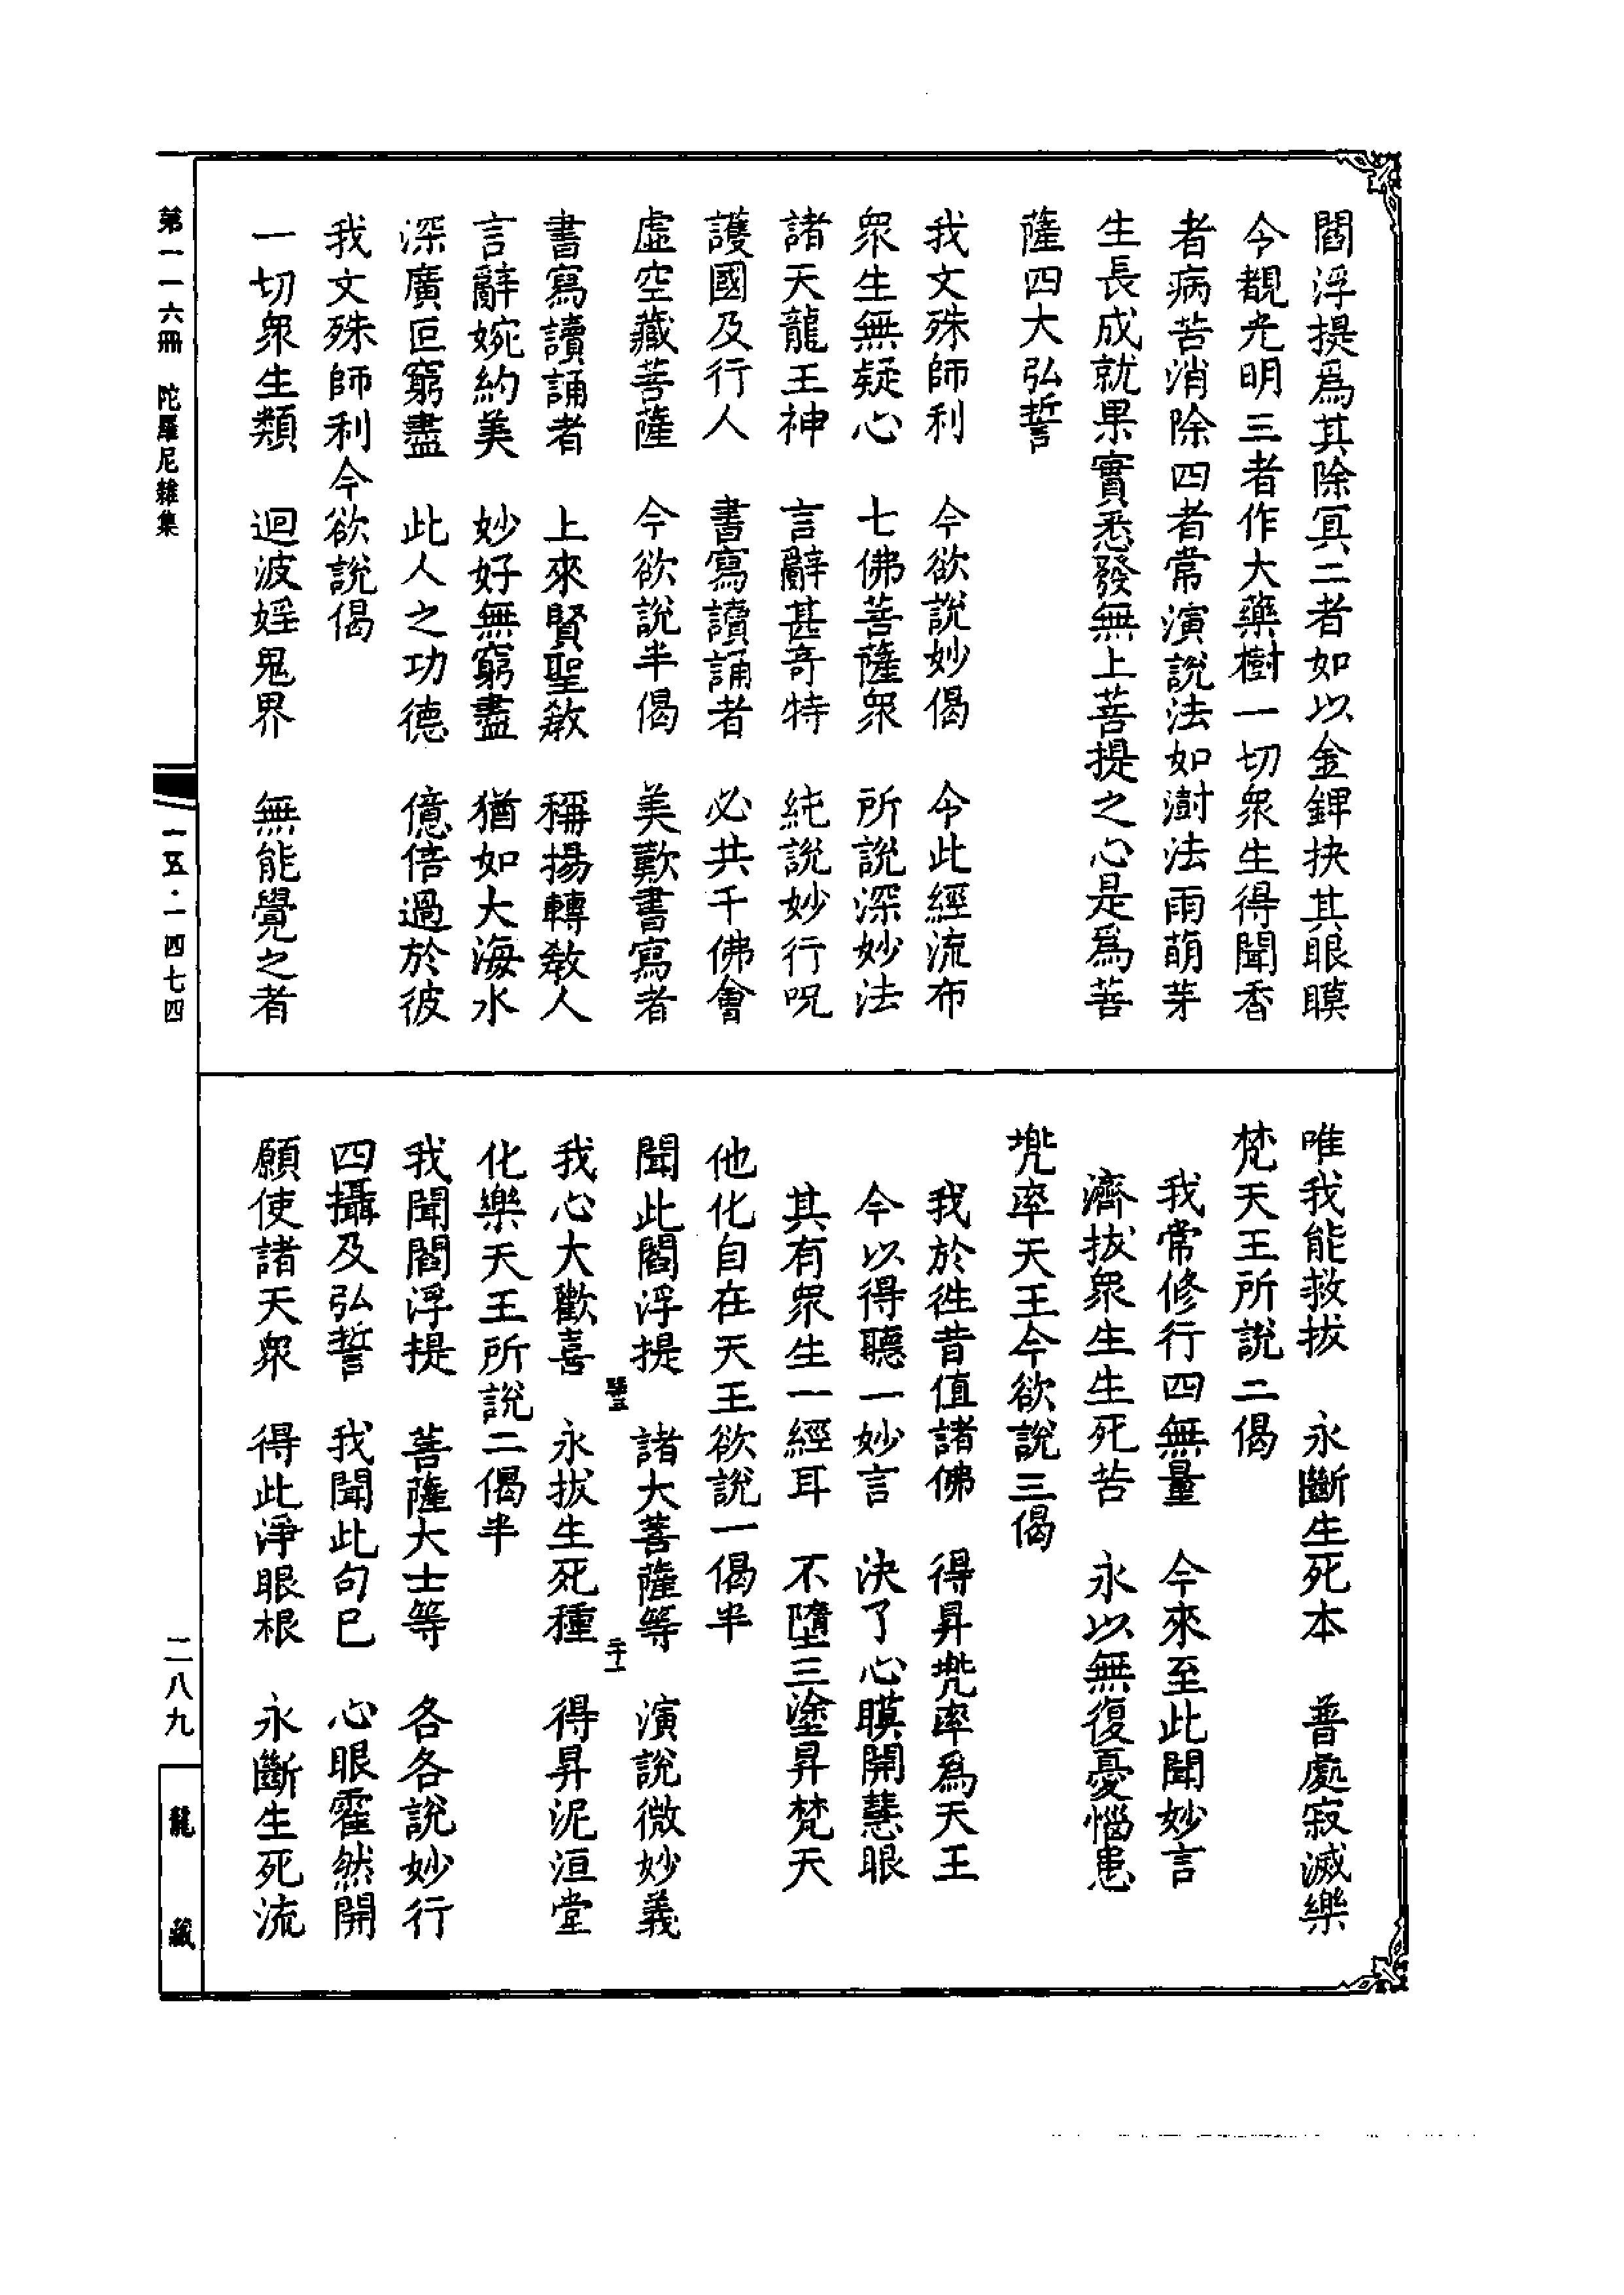 閻浮提爲其除冥二者如以金錍抉其眼瞙
今覩光明三者作大藥樹一切衆生得聞香
者病苦消除四者常演說法如澍法雨萌芽
生長成就果實悉發無上菩提之心是爲菩
薩四大弘誓
我文殊師利　今欲說妙偈　令此經流布
衆生無疑心　七佛菩薩衆　所說深妙法
諸天龍王神　言辭甚奇特　純說妙行呪
護國及行人　書寫讀誦者　必共千佛會
虛空藏菩薩　今欲說半偈　美歎書寫者
書寫讀誦者　上來賢聖教　稱揚轉教人
言辭婉約美　妙好無窮盡　猶如大海水
深廣叵窮盡　此人之功德　億倍過於彼
我文殊師利今欲說偈
一切衆生類　迴波婬鬼界　無能覺之者
唯我能救拔　永斷生死本　普處寂滅樂
梵天王所說二偈
我常修行四無量　今來至此聞妙言
濟拔衆生生死苦　永以無復憂惱患
兠率天王今欲說三偈
我於徃昔值諸佛　得昇兠率爲天王
今以得聽一妙言　決了心瞙開慧眼
其有衆生一經耳　不墮三塗昇梵天
他化自在天王欲說一偈半
聞此閻浮提　諸大菩薩等　演說微妙義
我心大歡喜　永拔生死種　得昇泥洹堂
化樂天王所說二偈半
我聞閻浮提　菩薩大士等　各各說妙行
四攝及弘誓　我聞此句已　心眼霍然開
願使諸天衆　得此淨眼根　永斷生死流
第一一六冊　陀羅尼雜集
一五·一四七四
二八九
龍藏